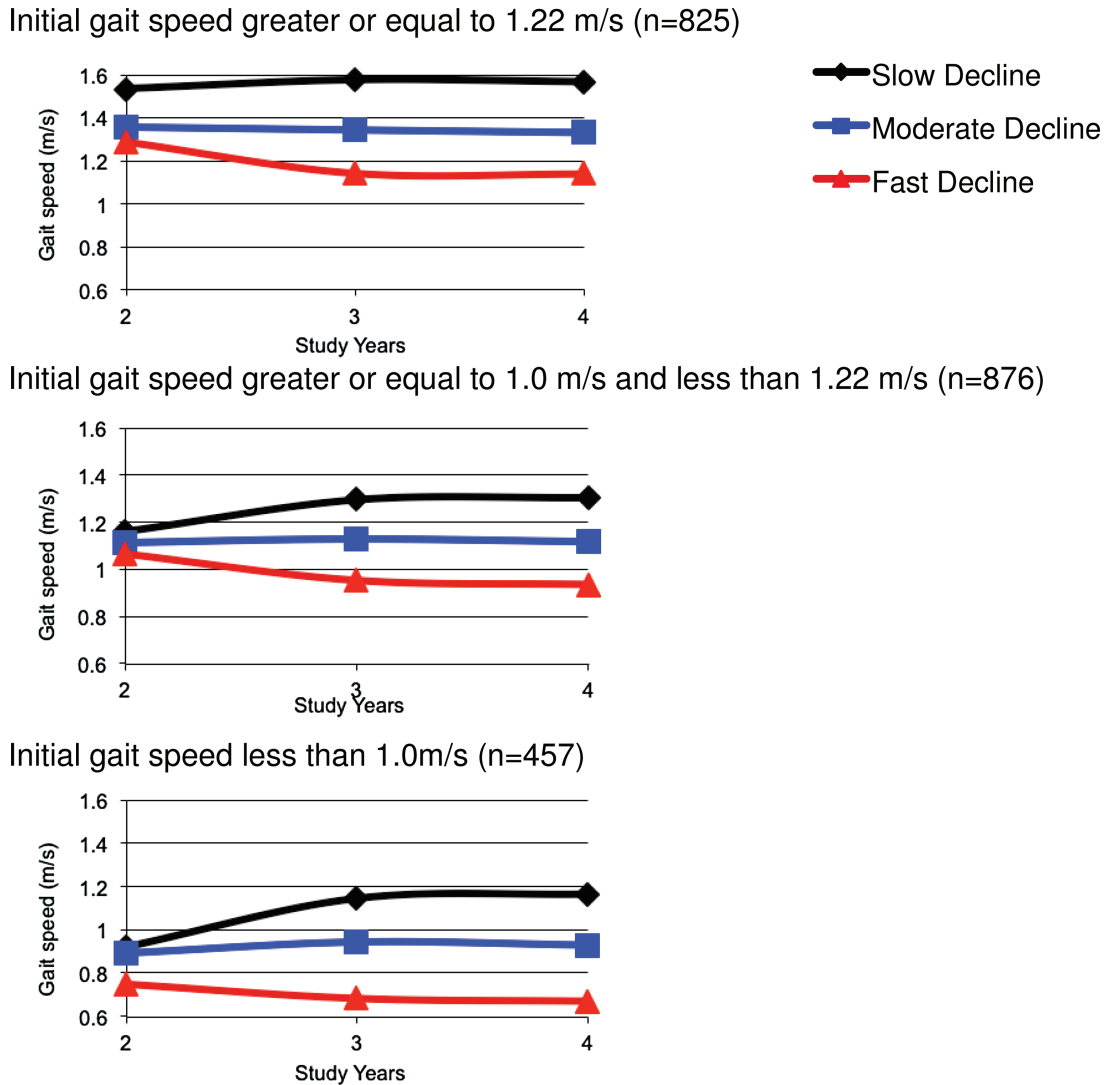 Initial gait speed greater or equal to 1.22 m/s (n=825)
Slow Decline
Moderate Decline
Fast Decline
Gait speed (m/s)
1.6
1.4
1.2
1
0.8
0.6
2 3 4
Study Years
Initial gait speed greater or equal to 1.0 m/s and less than 1.22 m/s (n=876)
Gait speed (m/s)
1.6
1.4
1.2
1
0.8
0.6
2 3 4
Study Years
Initial gait speed less than 1.0m/s (n=457)
Gait speed (m/s)
1.6
1.4
1.2
1
0.8
0.6
2 3 4
Study Years